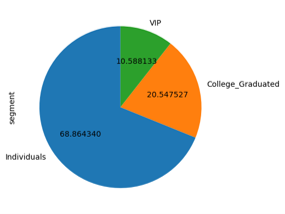 VIP
10.588133
College_Graduated
20.547527
segment
68.864340
Individuals